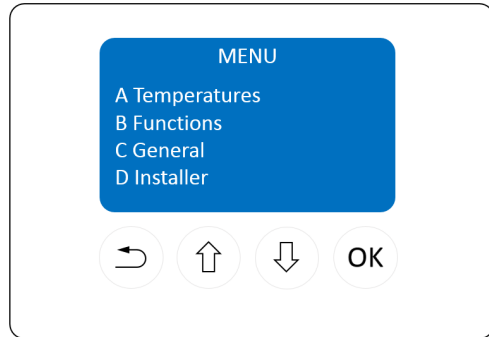 MENU
A Temperatures
B Functions
C General
D Installer
OK